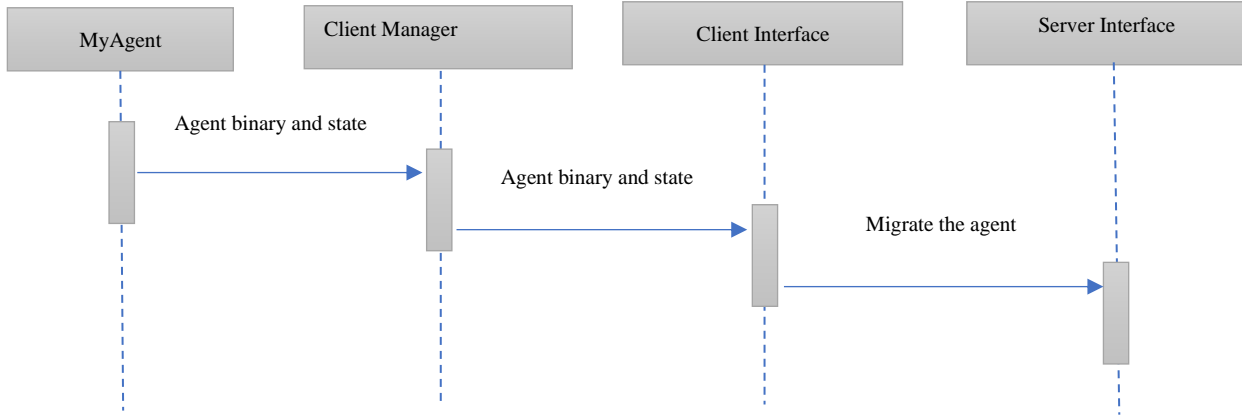 MyAgent
Client Manager
Client Interface
Server Interface
Agent binary and state
Agent binary and state
Migrate the agent